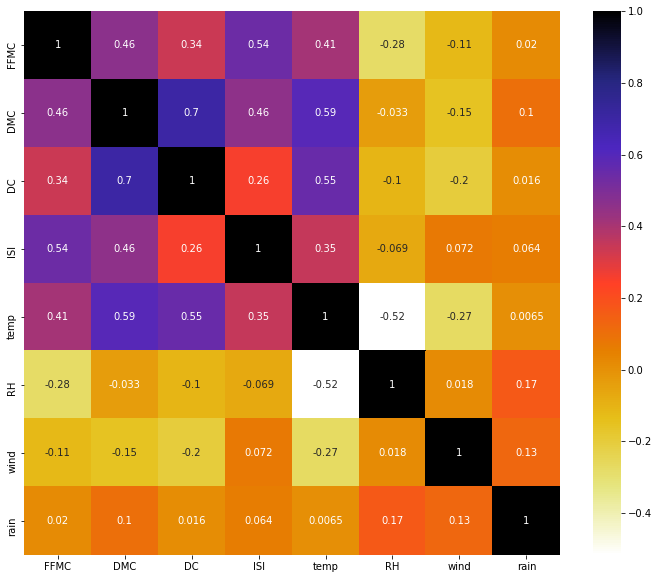 FFMC 1 0.46 0.34 0.54 0.41 -0.28 -0.11 0.02
DMC 0.46 1 0.7 0.46 0.59 -0.033 -0.15 0.1
DC 0.34 0.7 1 0.26 0.55 -0.1 -0.2 0.016
ISI 0.54 0.46 0.26 1 0.35 -0.069 0.072 0.064
temp 0.41 0.59 0.55 0.35 1 -0.52 -0.27 0.0065
RH -0.28 -0.033 -0.1 -0.069 -0.52 1 0.018 0.17
wind -0.11 -0.15 -0.2 0.072 -0.27 0.018 1 0.13
rain 0.02 0.1 0.016 0.064 0.0065 0.17 0.13 1
FFMC DMC DC ISI temp RH wind rain
1.0
0.8
0.6
0.4
0.2
0.0
−0.2
−0.4